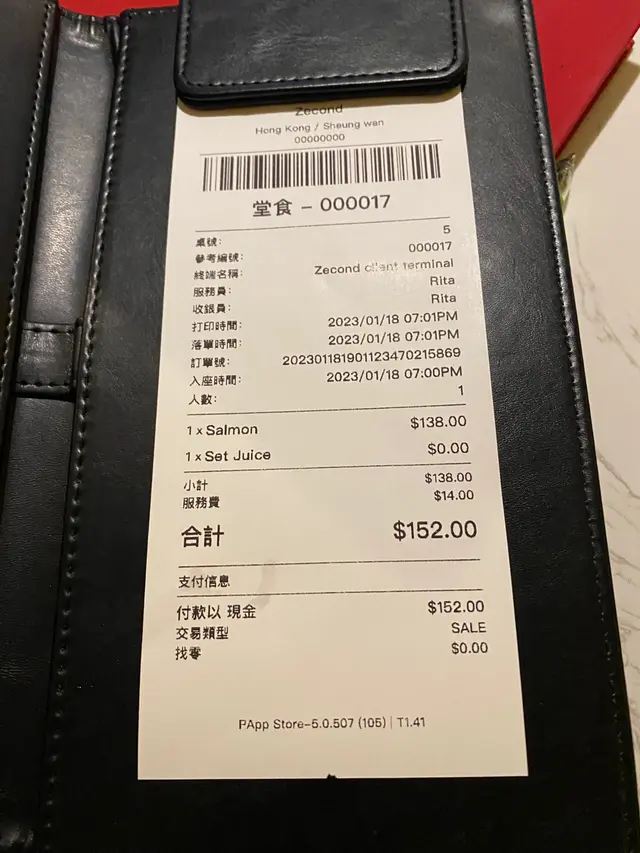 Zecond
Hong Kong / Sheung wan
00000000
堂食 – 000017
桌號: 5
參考編號: 000017
終端名稱: Zecond client terminal
服務員: Rita
收銀員: Rita
打印時間: 2023/01/18 07:01PM
落單時間: 2023/01/18 07:01PM
訂單號: 202301181901123470215869
入座時間: 2023/01/18 07:00PM
人數: 1
1 x Salmon $138.00
1 x Set Juice $0.00
小計 $138.00
服務費 $14.00
合計 $152.00
支付信息
付款以 現金 $152.00
交易類型 SALE
找零 $0.00
PApp Store–5.0.507 (105) | T1.41